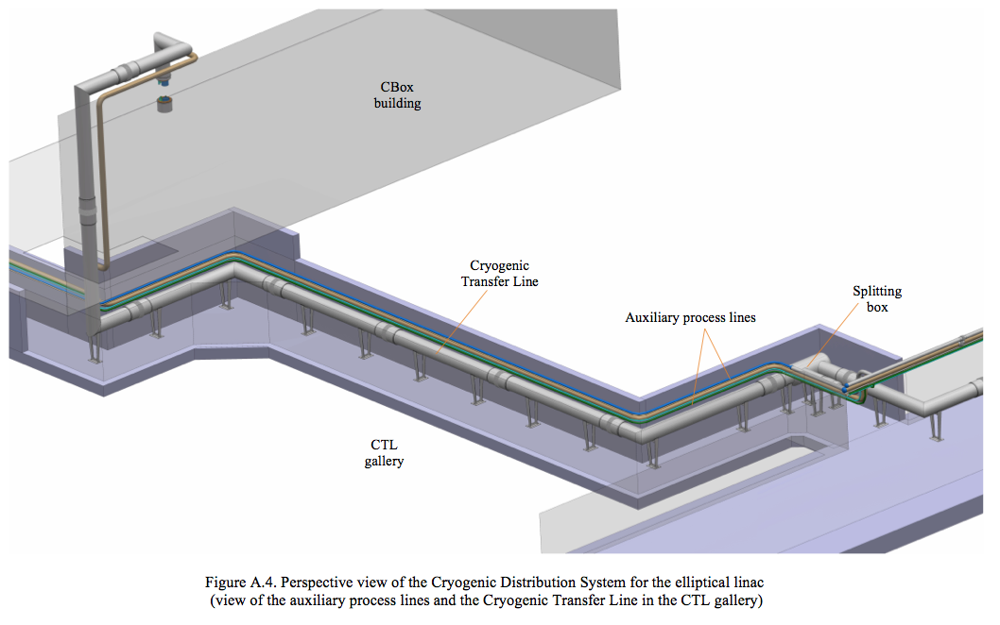 CBox
building
Cryogenic
Transfer Line
Splitting
box
Auxiliary process lines
CTL
gallery
Figure A.4. Perspective view of the Cryogenic Distribution System for the elliptical linac
(view of the auxiliary process lines and the Cryogenic Transfer Line in the CTL gallery)